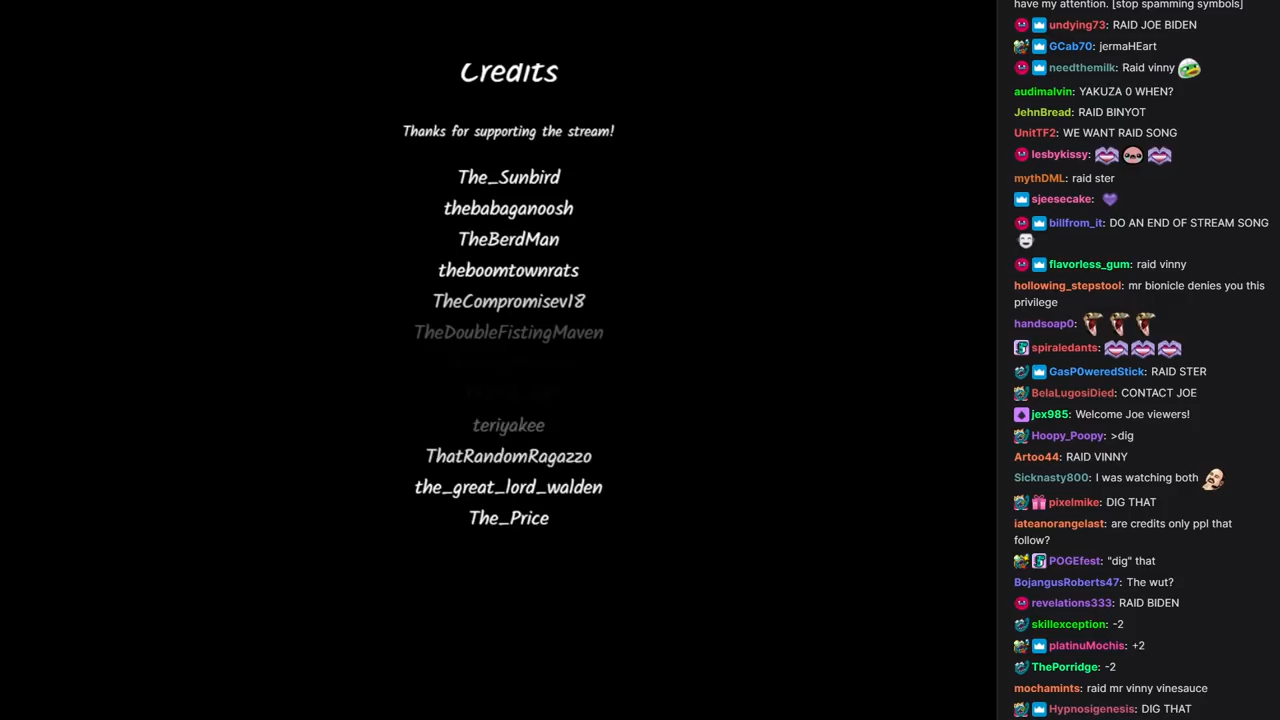 Credits
Thanks for supporting the stream!
The_Sunbird
thebabaganoosh
TheBerdMan
theboomtownrats
TheCompromisev18
TheDoubleFistingMaven
teriyakee
ThatRandomRagazzo
the_great_lord_walden
The_Price
have my attention. [stop spamming symbols]
undying73: RAID JOE BIDEN
GCab70: jermaHEart
needthemilk: Raid vinny
audimalvin: YAKUZA 0 WHEN?
JehnBread: RAID BINYOT
UnitTF2: WE WANT RAID SONG
lesbykissy:
mythDML: raid ster
sjeesecake:
billfrom_it: DO AN END OF STREAM SONG
flavorless_gum: raid vinny
hollowing_stepstool: mr bionicle denies you this
privilege
handsoap0:
spiraledants:
GasP0weredStick: RAID STER
BelaLugosiDied: CONTACT JOE
jex985: Welcome Joe viewers!
Hoopy_Poopy: >dig
Artoo44: RAID VINNY
Sicknasty800: I was watching both
pixelmike: DIG THAT
iateanorangelast: are credits only ppl that
follow?
POGEfest: "dig" that
BojangusRoberts47: The wut?
revelations333: RAID BIDEN
skillexception: -2
platinuMochis: +2
ThePorridge: -2
mochamints: raid mr vinny vinesauce
Hypnosigenesis: DIG THAT